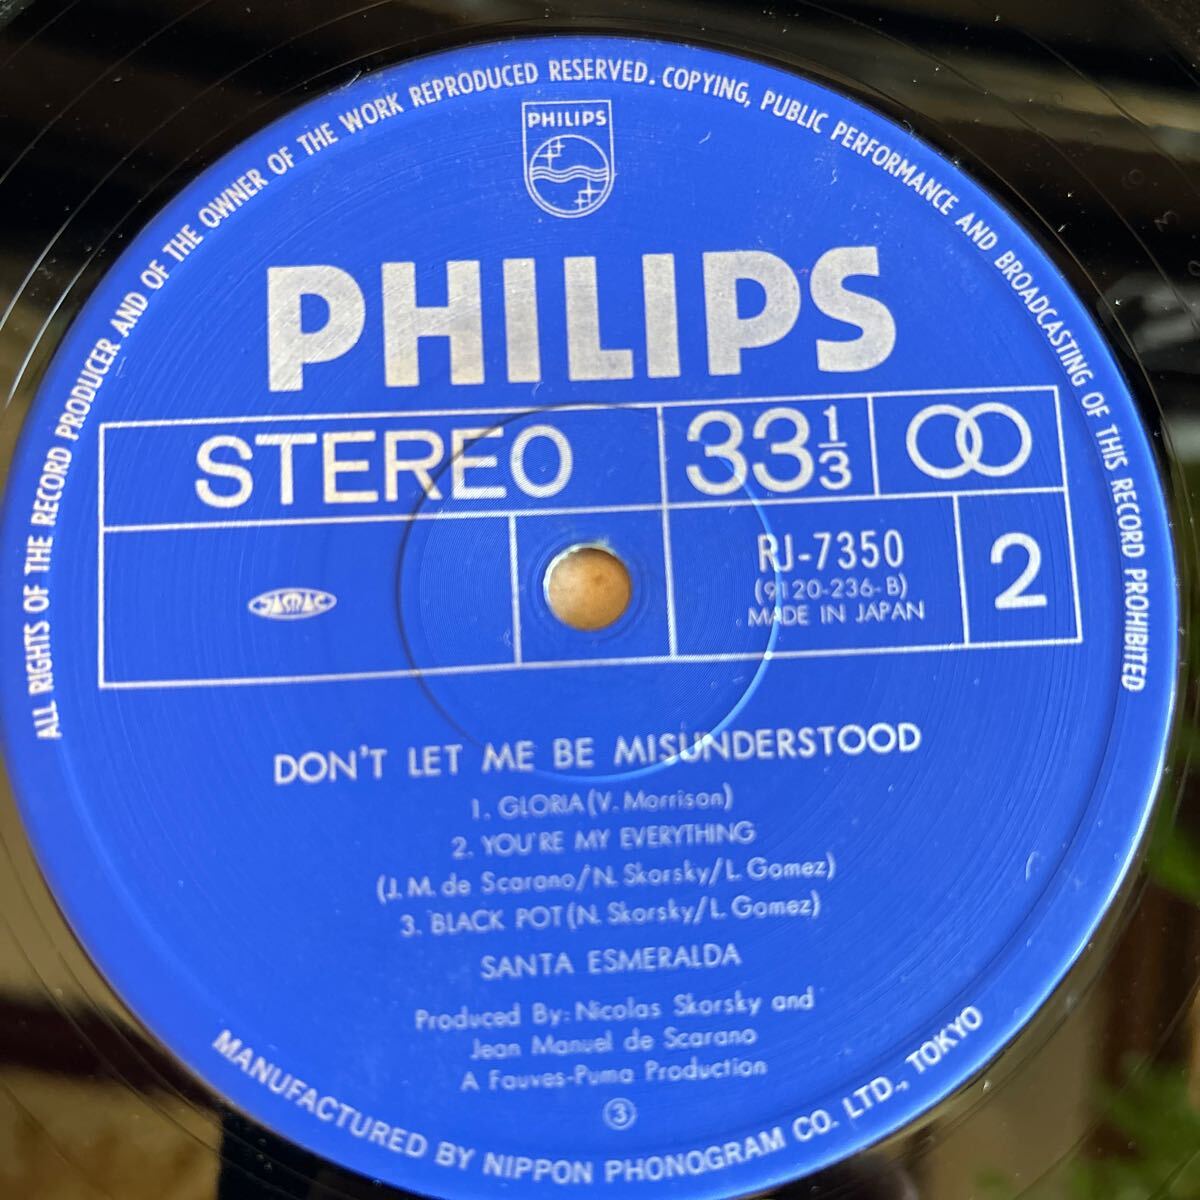 ALL RIGHTS OF THE RECORD PRODUCER AND OF THE OWNER OF THE WORK REPRODUCED RESERVED. COPYING, PUBLIC PERFORMANCE AND BROADCASTING OF THIS RECORD PROHIBITED
PHILIPS
PHILIPS
STEREO 33 1/3
RJ-7350
(9120-236-B)
MADE IN JAPAN
2
JASRAC
DON'T LET ME BE MISUNDERSTOOD
1. GLORIA (V. Morrison)
2. YOU'RE MY EVERYTHING
(J. M. de Scarano/N. Skorsky/L. Gomez)
3. BLACK POT (N. Skorsky/L. Gomez)
SANTA ESMERALDA
Produced By: Nicolas Skorsky and
Jean Manuel de Scarano
A Fauves-Puma Production
③
MANUFACTURED BY NIPPON PHONOGRAM CO. LTD., TOKYO